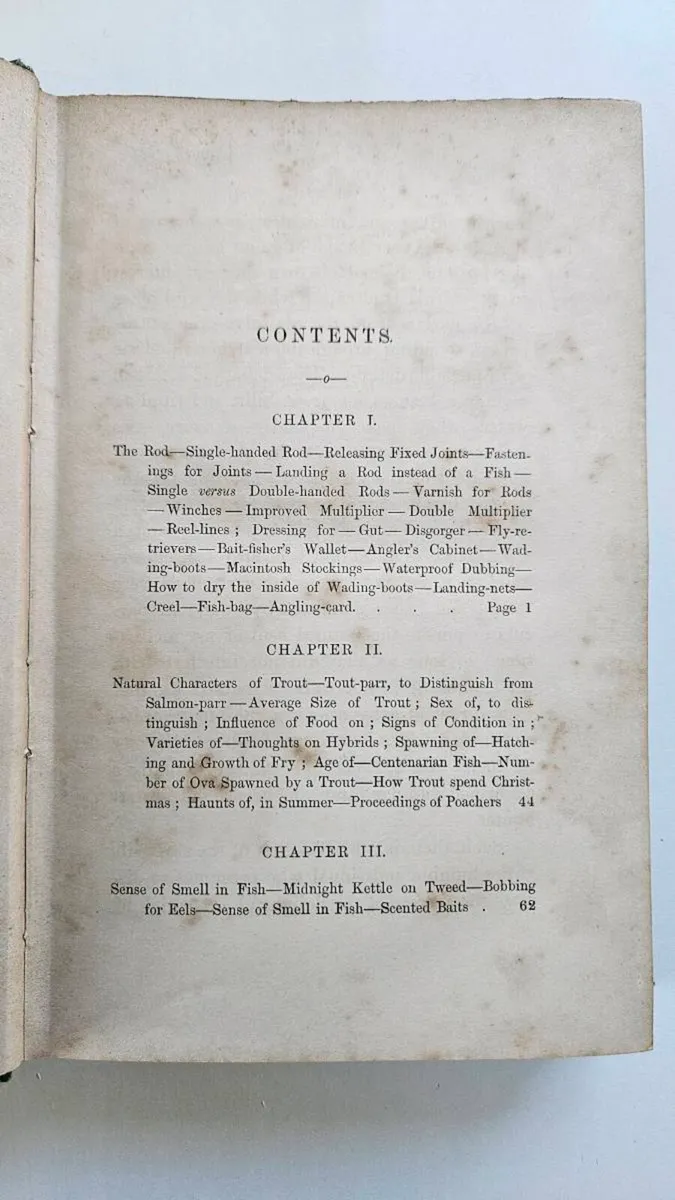 CONTENTS.
—o—
CHAPTER I.
The Rod—Single-handed Rod—Releasing Fixed Joints—Fasten-
ings for Joints—Landing a Rod instead of a Fish—
Single versus Double-handed Rods—Varnish for Rods
—Winches—Improved Multiplier—Double Multiplier
—Reel-lines; Dressing for—Gut—Disgorger—Fly-re-
trievers—Bait-fisher's Wallet—Angler's Cabinet—Wad-
ing-boots—Macintosh Stockings—Waterproof Dubbing—
How to dry the inside of Wading-boots—Landing-nets—
Creel—Fish-bag—Angling-card. . . . Page 1
CHAPTER II.
Natural Characters of Trout—Tout-parr, to Distinguish from
Salmon-parr—Average Size of Trout; Sex of, to dis-
tinguish; Influence of Food on; Signs of Condition in;
Varieties of—Thoughts on Hybrids; Spawning of—Hatch-
ing and Growth of Fry; Age of—Centenarian Fish—Num-
ber of Ova Spawned by a Trout—How Trout spend Christ-
mas; Haunts of, in Summer—Proceedings of Poachers 44
CHAPTER III.
Sense of Smell in Fish—Midnight Kettle on Tweed—Bobbing
for Eels—Sense of Smell in Fish—Scented Baits . 62